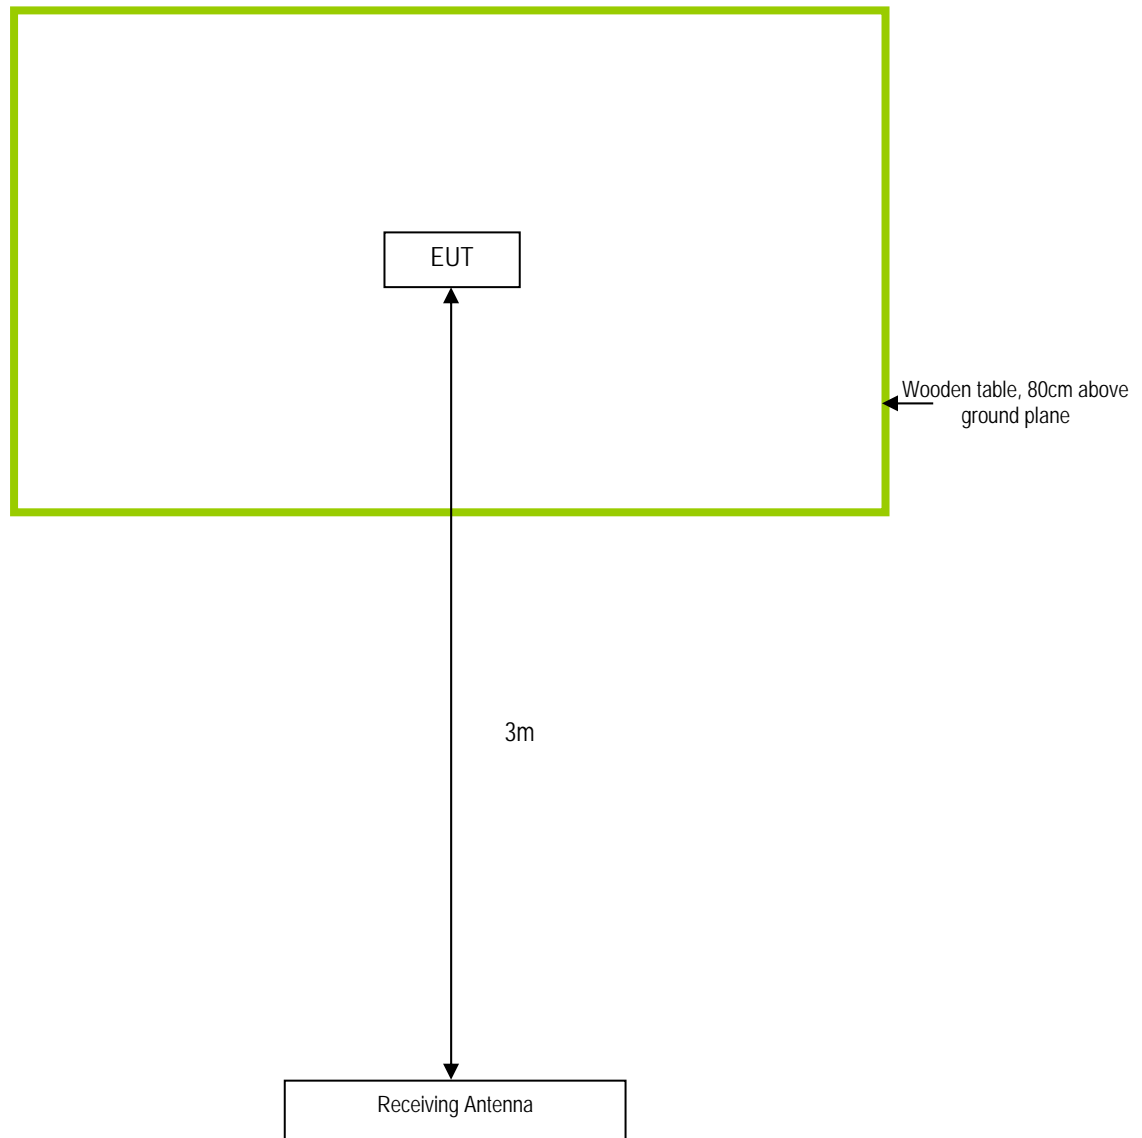 EUT
Wooden table, 80cm above
ground plane
3m
Receiving Antenna